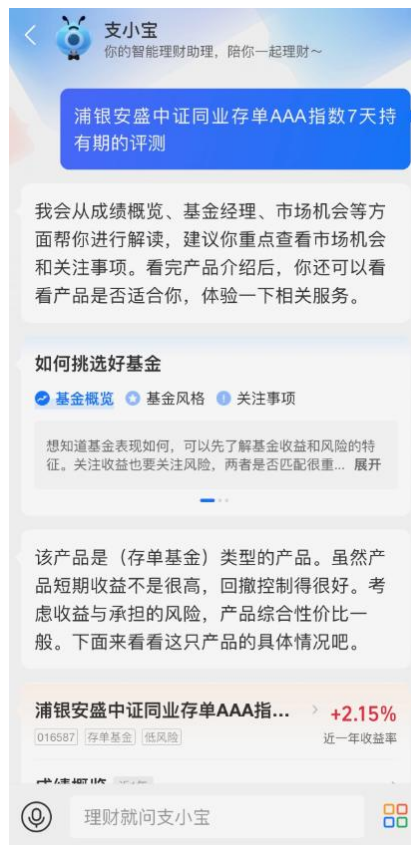 支小宝
你的智能理财助理，陪你一起理财～
浦银安盛中证同业存单AAA指数7天持
有期的评测
我会从成绩概览、基金经理、市场机会等方
面帮你进行解读，建议你重点查看市场机会
和关注事项。看完产品介绍后，你还可以看
看产品是否适合你，体验一下相关服务。
如何挑选好基金
基金概览 基金风格 关注事项
想知道基金表现如何，可以先了解基金收益和风险的特
征。关注收益也要关注风险，两者是否匹配很重... 展开
该产品是（存单基金）类型的产品。虽然产
品短期收益不是很高，回撤控制得很好。考
虑收益与承担的风险，产品综合性价比一
般。下面来看看这只产品的具体情况吧。
浦银安盛中证同业存单AAA指... +2.15%
016587 存单基金 低风险 近一年收益率
理财就问支小宝